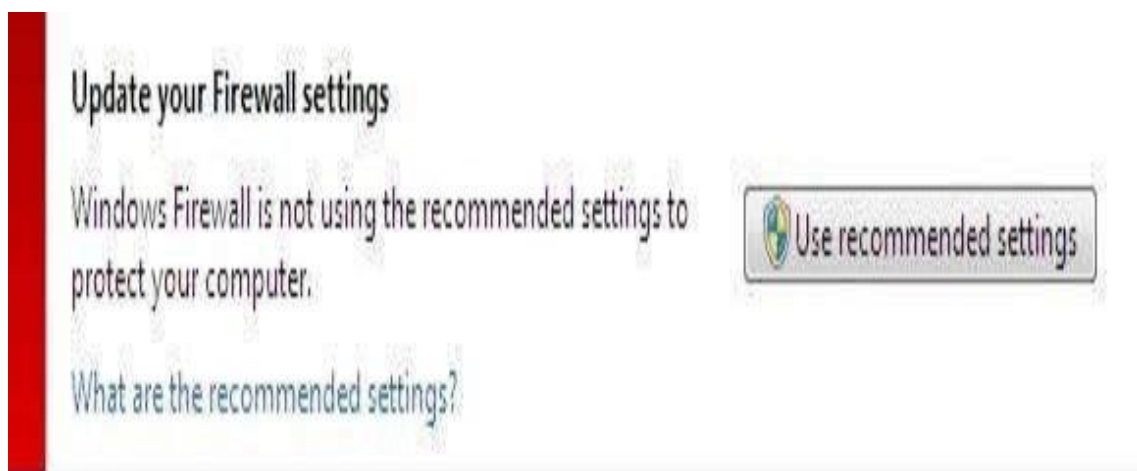 Update your Firewall settings
Windows Firewall is not using the recommended settings to
protect your computer.
Use recommended settings
What are the recommended settings?